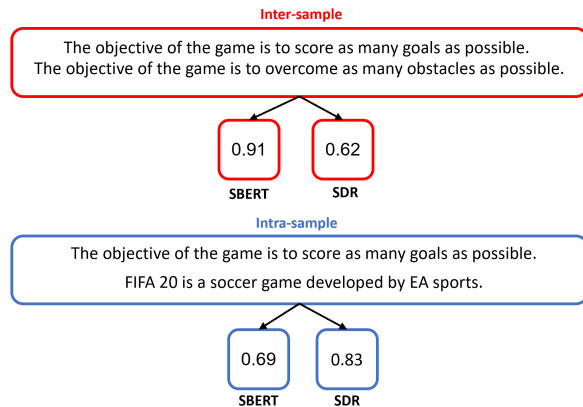 Inter-sample
The objective of the game is to score as many goals as possible.
The objective of the game is to overcome as many obstacles as possible.
0.91 0.62
SBERT SDR
Intra-sample
The objective of the game is to score as many goals as possible.
FIFA 20 is a soccer game developed by EA sports.
0.69 0.83
SBERT SDR